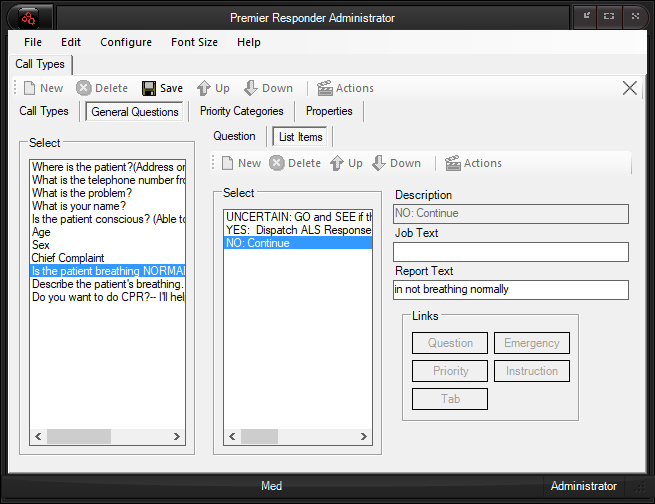 Premier Responder Administrator
File Edit Configure Font Size Help
Call Types
New Delete Save Up Down Actions
Call Types General Questions Priority Categories Properties
Select
Where is the patient?(Address or
What is the telephone number fro
What is the problem?
What is your name?
Is the patient conscious? (Able to
Age
Sex
Chief Complaint
Is the patient breathing NORMAL
Describe the patient's breathing.
Do you want to do CPR?-- I'll help
Question List Items
New Delete Up Down Actions
Select
UNCERTAIN: GO and SEE if th
YES: Dispatch ALS Response
NO: Continue
Description
NO: Continue
Job Text
Report Text
in not breathing normally
Links
Question Emergency
Priority Instruction
Tab
Med Administrator